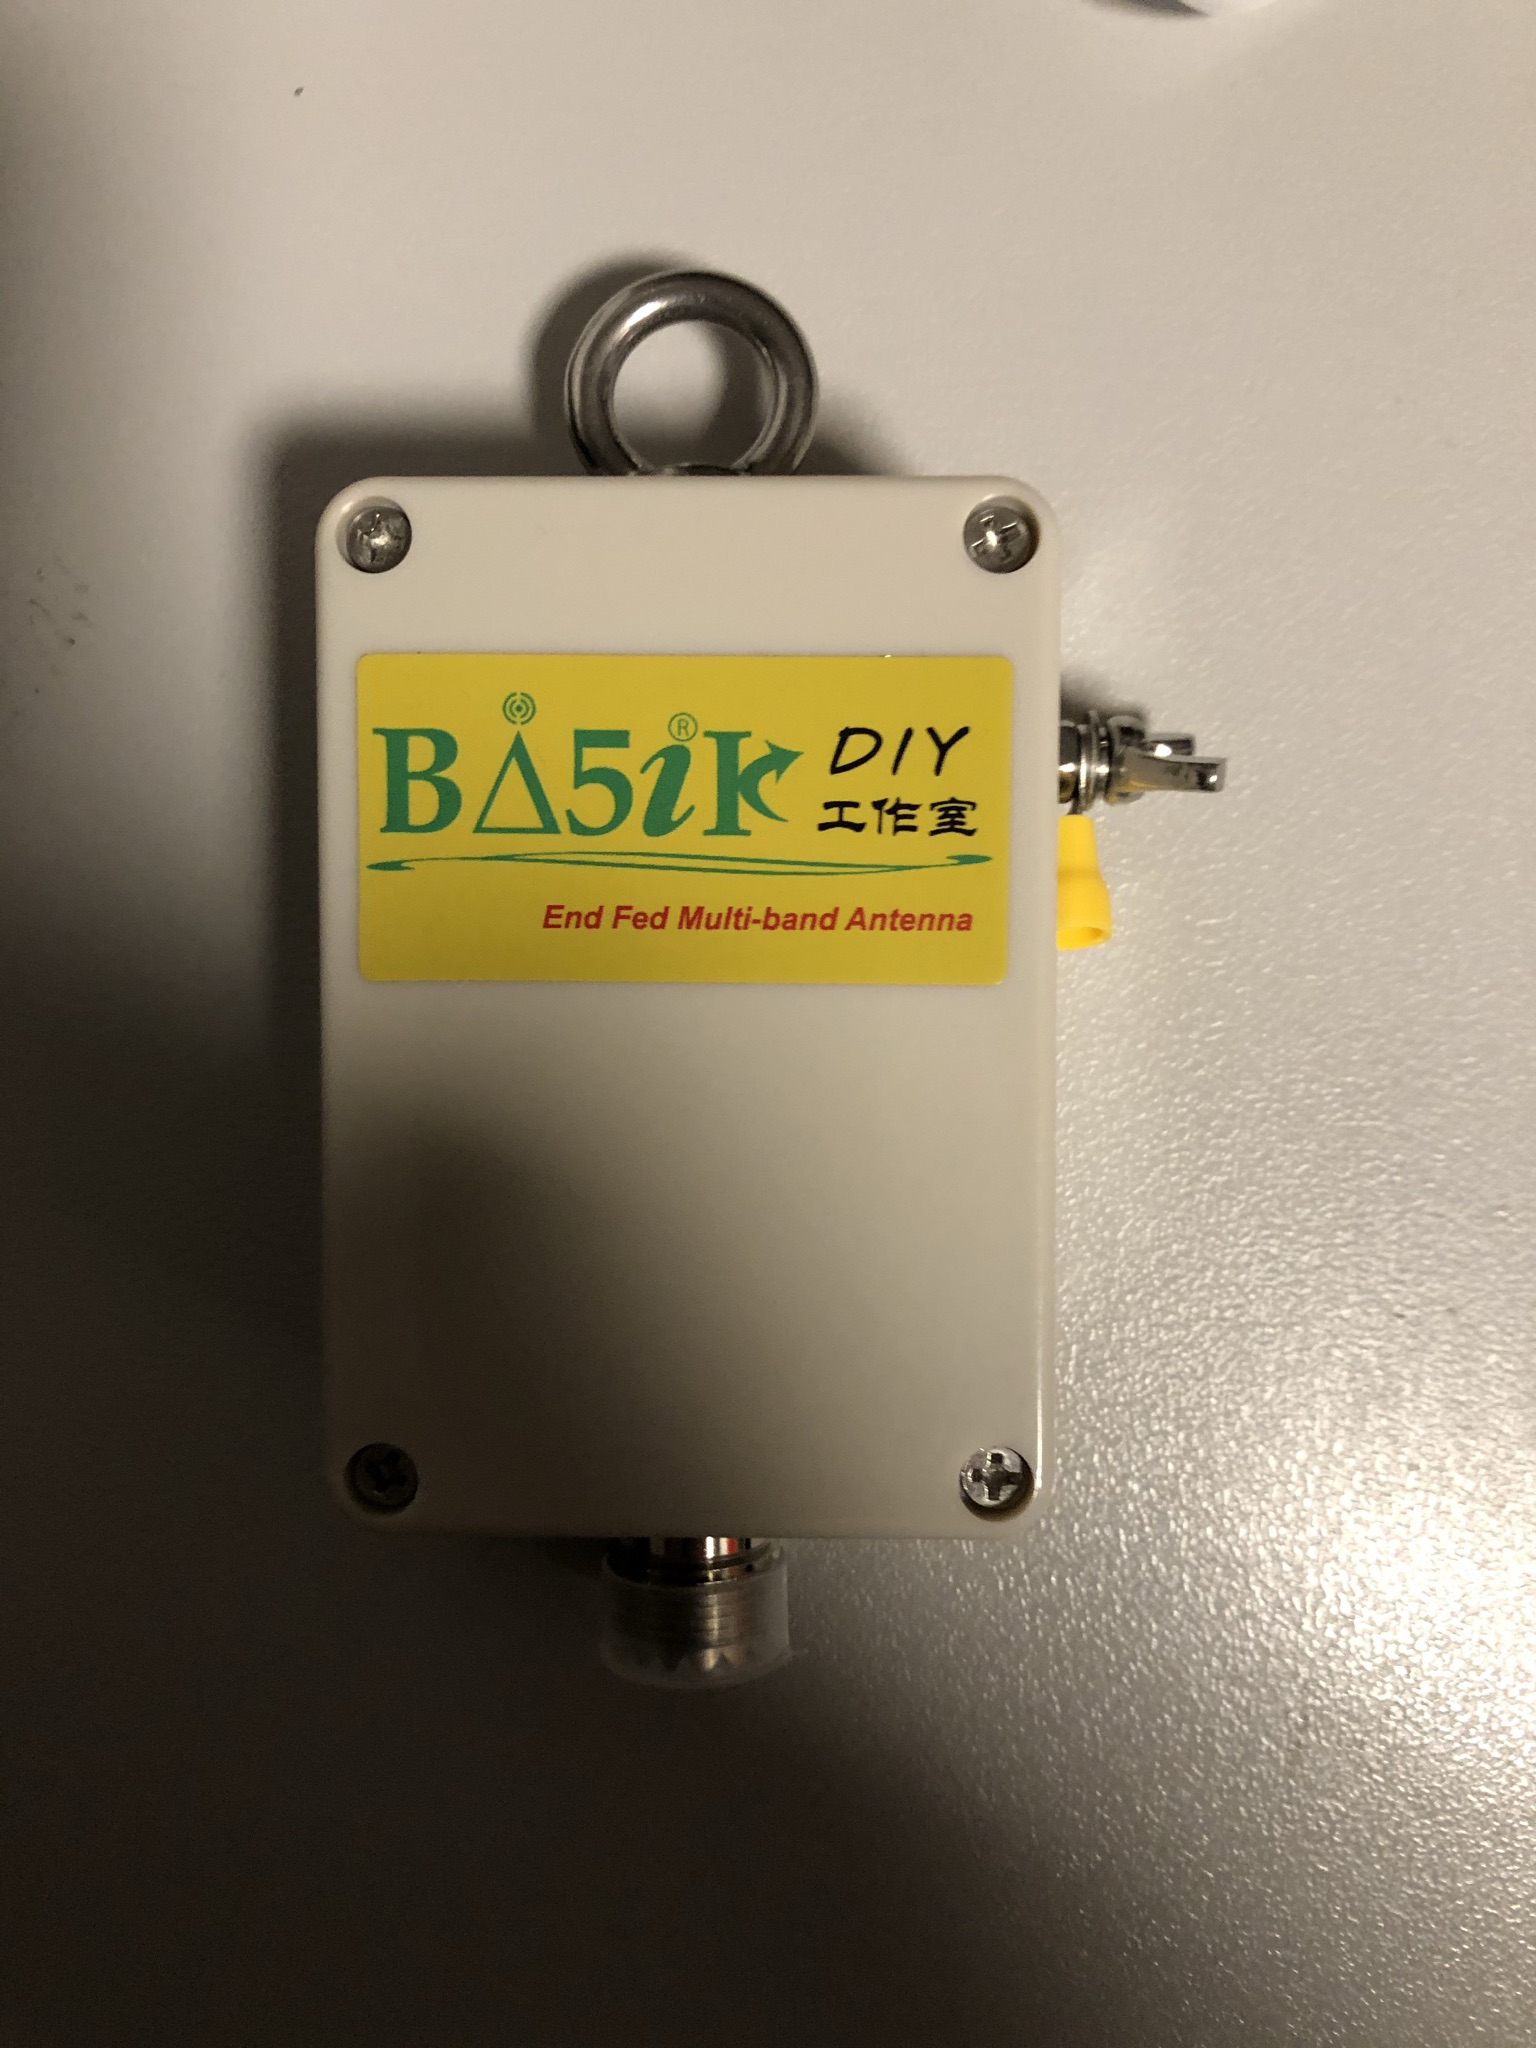 BA5iK® DIY
工作室
End Fed Multi-band Antenna